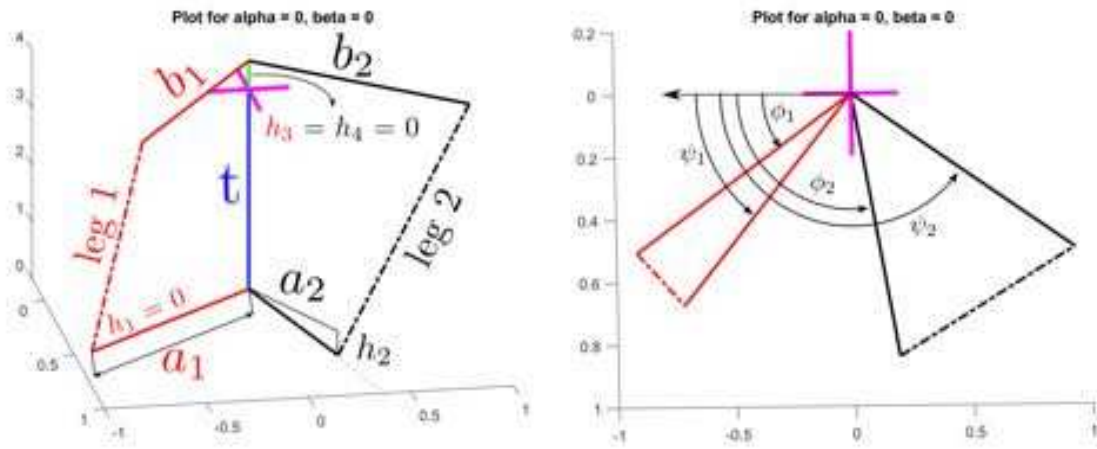 Plot for alpha = 0, beta = 0
4
3
2
1
0
0
0.5
1
-1
-0.5
0
0.5
1
b₁
b₂
h₃ = h₄ = 0
t
leg 1
leg 2
h₁ = 0
a₁
a₂
h₂
Plot for alpha = 0, beta = 0
0.2
0
0.2
0.4
0.6
0.8
1
-1
-0.5
0
0.5
1
ϕ₁
ψ₁
ϕ₂
ψ₂